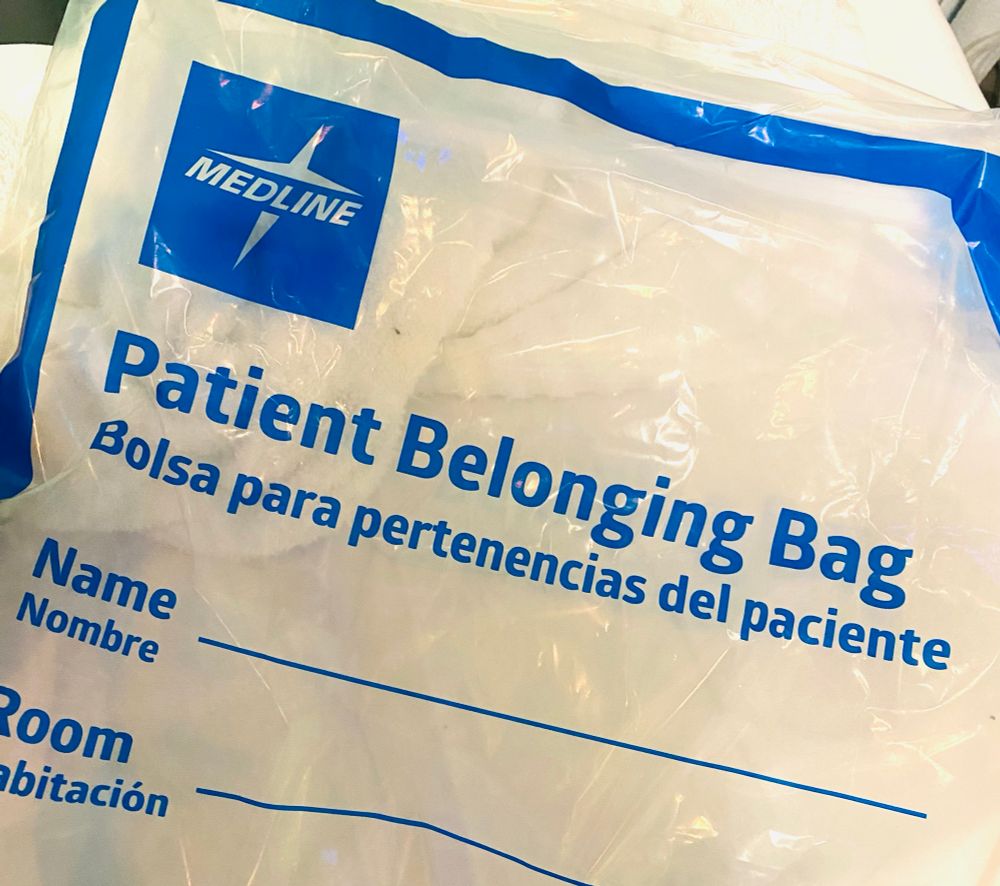 MEDLINE
Patient Belonging Bag
Bolsa para pertenencias del paciente
Name
Nombre
Room
abitación